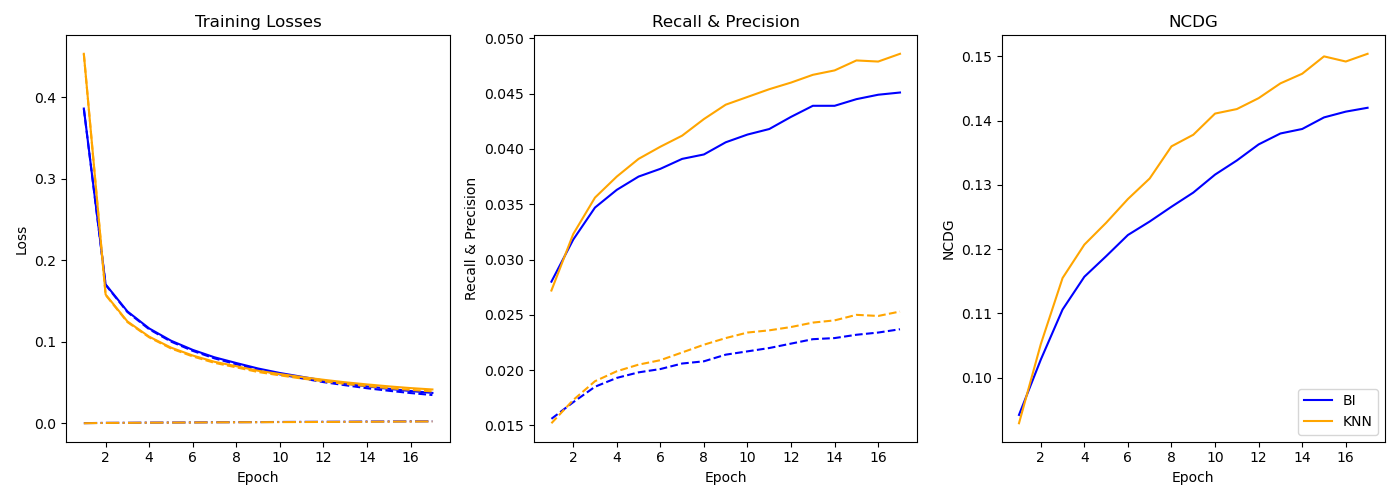 Training Losses
Loss
0.4
0.3
0.2
0.1
0.0
2 4 6 8 10 12 14 16
Epoch
Recall & Precision
Recall & Precision
0.050
0.045
0.040
0.035
0.030
0.025
0.020
0.015
2 4 6 8 10 12 14 16
Epoch
NCDG
NCDG
0.15
0.14
0.13
0.12
0.11
0.10
2 4 6 8 10 12 14 16
Epoch
BI
KNN